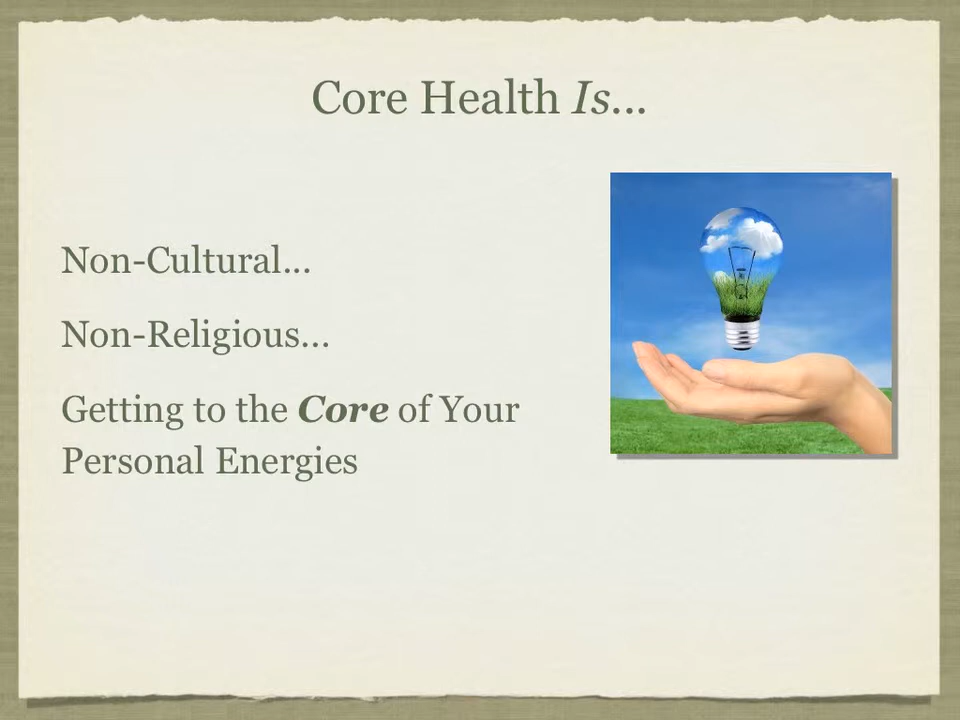 Core Health Is...
Non-Cultural...
Non-Religious...
Getting to the Core of Your
Personal Energies